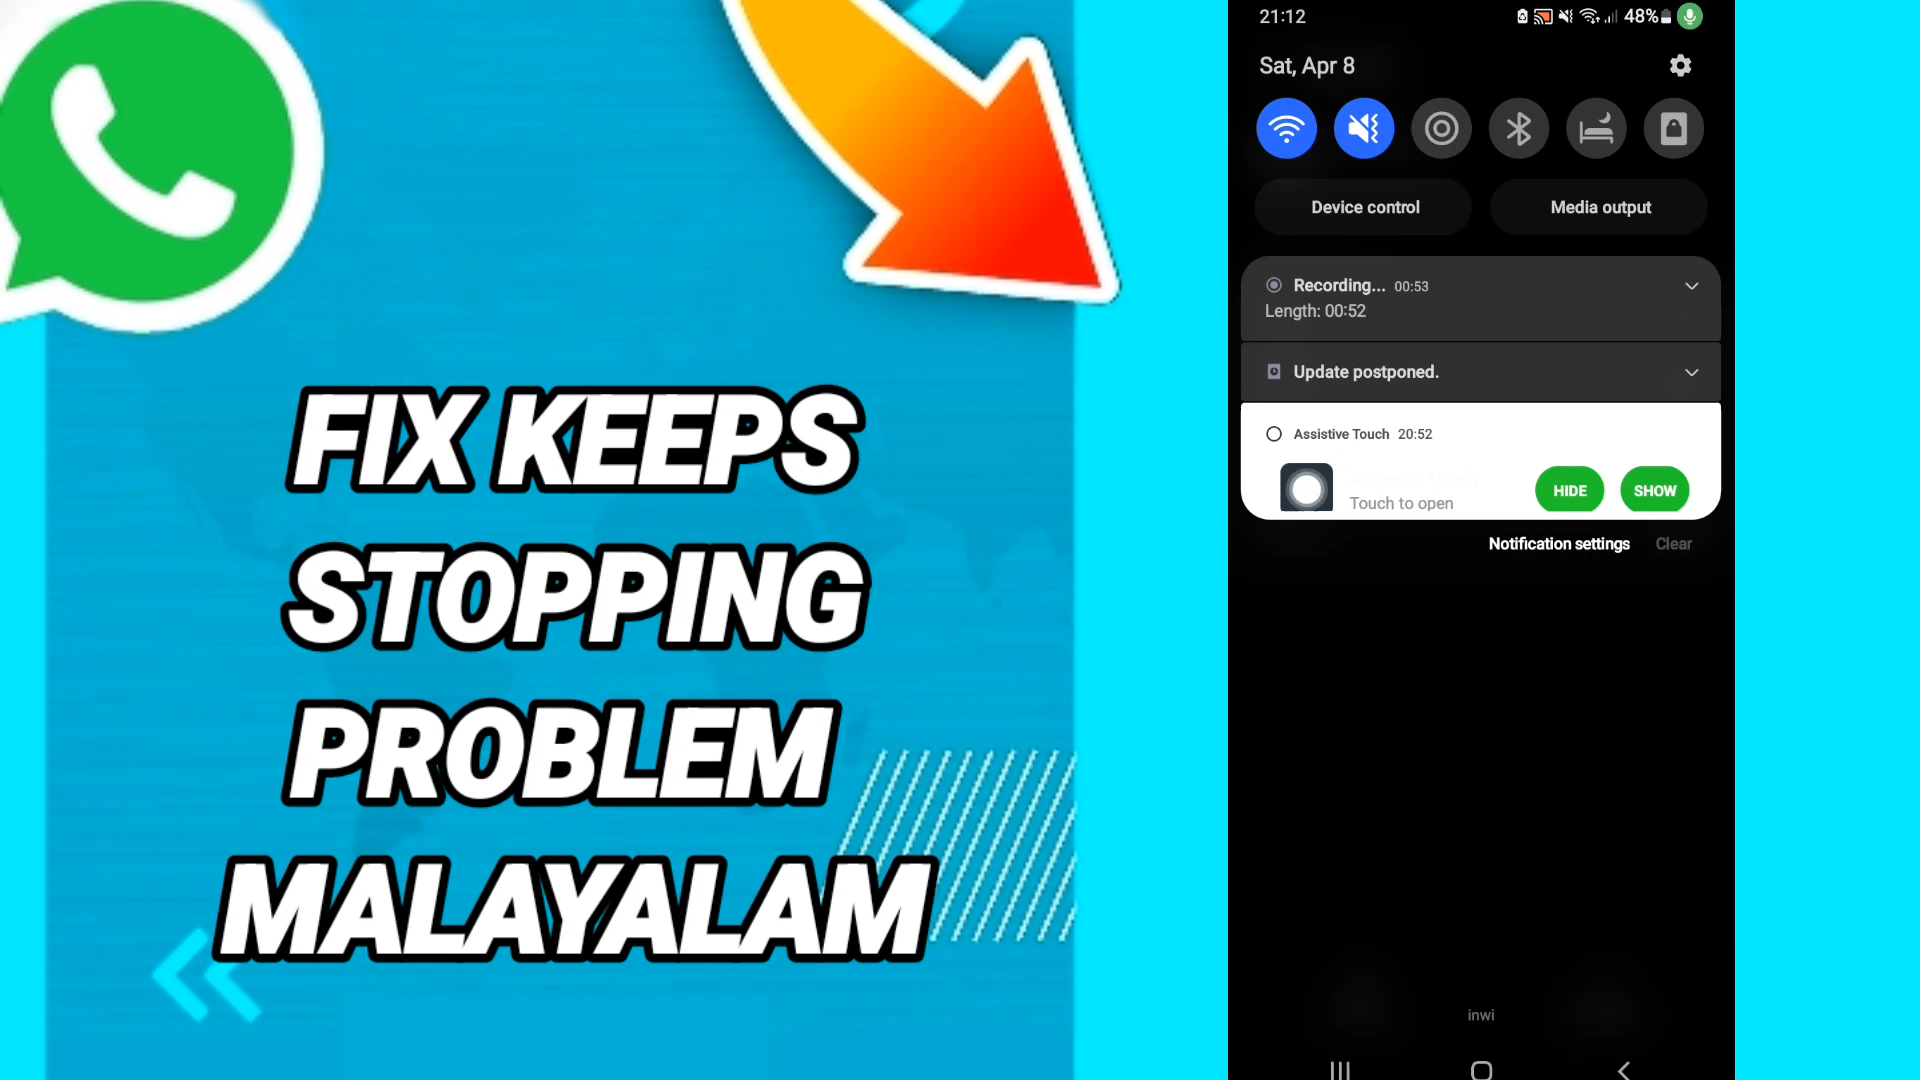 FIX KEEPS
STOPPING
PROBLEM
MALAYALAM
21:12
48%
Sat, Apr 8
Device control
Media output
Recording... 00:53
Length: 00:52
Update postponed.
Assistive Touch 20:52
Touch to open
HIDE
SHOW
Notification settings
Clear
inwi